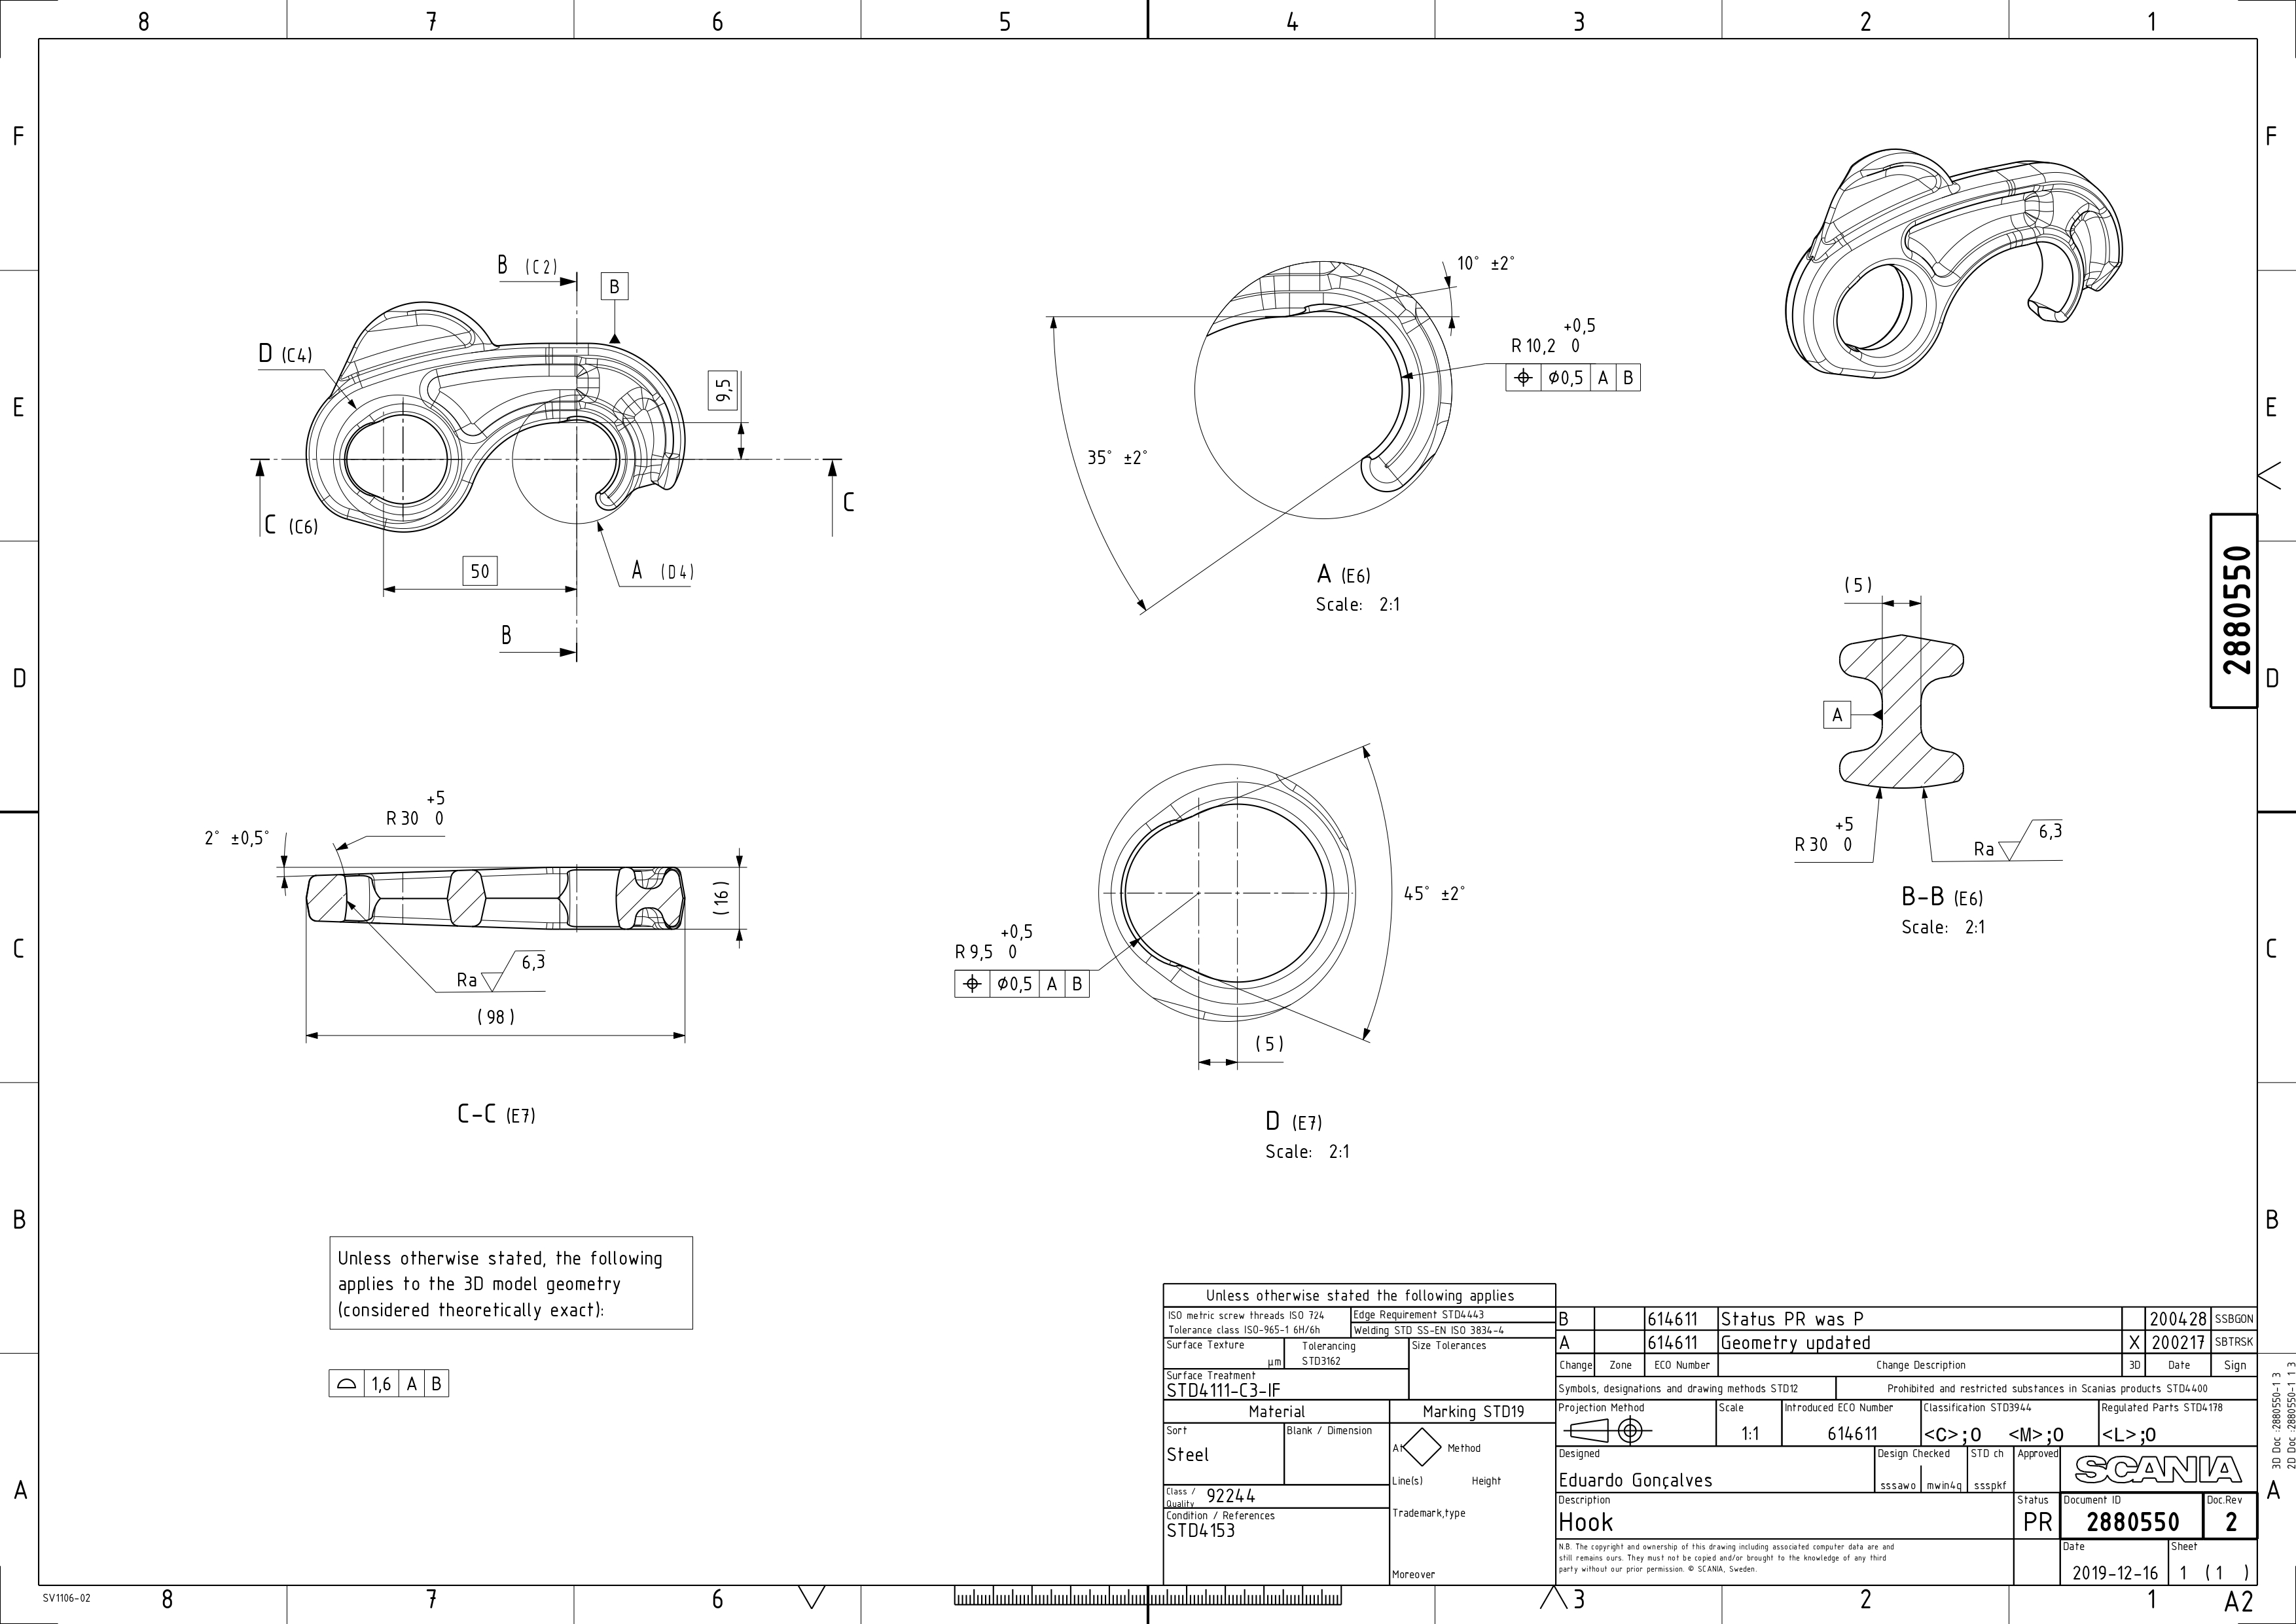 8 7 6 5 4 3 2 1
F F
E E
D D
C C
B B
A A
B (C2)
B
D (C4)
9,5
C (C6)
C
50
A (D4)
B
10° ±2°
+0,5
R 10,2 0
⌖ Ø0,5 A B
35° ±2°
A (E6)
Scale: 2:1
2880550
(5)
A
+5
R 30 0
Ra 6,3
B-B (E6)
Scale: 2:1
+5
R 30 0
2° ±0,5°
(16)
Ra 6,3
(98)
C-C (E7)
45° ±2°
+0,5
R 9,5 0
⌖ Ø0,5 A B
(5)
D (E7)
Scale: 2:1
Unless otherwise stated, the following
applies to the 3D model geometry
(considered theoretically exact):
⌓ 1,6 A B
Unless otherwise stated the following applies
ISO metric screw threads ISO 724
Tolerance class ISO-965-1 6H/6h
Edge Requirement STD4443
Welding STD SS-EN ISO 3834-4
Surface Texture
µm
Tolerancing
STD3162
Size Tolerances
Surface Treatment
STD4111-C3-IF
Material
Marking STD19
Sort
Steel
Blank / Dimension
At
Method
Line(s)
Height
Class /
Quality
92244
Condition / References
STD4153
Trademark,type
Moreover
B 614611 Status PR was P 200428 SSBGON
A 614611 Geometry updated X 200217 SBTRSK
Change Zone ECO Number Change Description 3D Date Sign
Symbols, designations and drawing methods STD12
Prohibited and restricted substances in Scanias products STD4400
Projection Method
Scale
1:1
Introduced ECO Number
614611
Classification STD3944
<C>;0 <M>;0
Regulated Parts STD4178
<L>;0
Designed
Eduardo Gonçalves
Design Checked
sssawo mwin4q
STD ch
ssspkf
Approved
SCANIA
Description
Hook
Status
PR
Document ID
2880550
Doc.Rev
2
N.B. The copyright and ownership of this drawing including associated computer data are and
still remains ours. They must not be copied and/or brought to the knowledge of any third
party without our prior permission. © SCANIA, Sweden.
Date
2019-12-16
Sheet
1 (1 )
3D Doc :2880550-1 3
2D Doc :2880550-1 1 3
SV1106-02
8 7 6 3 2 1
A2